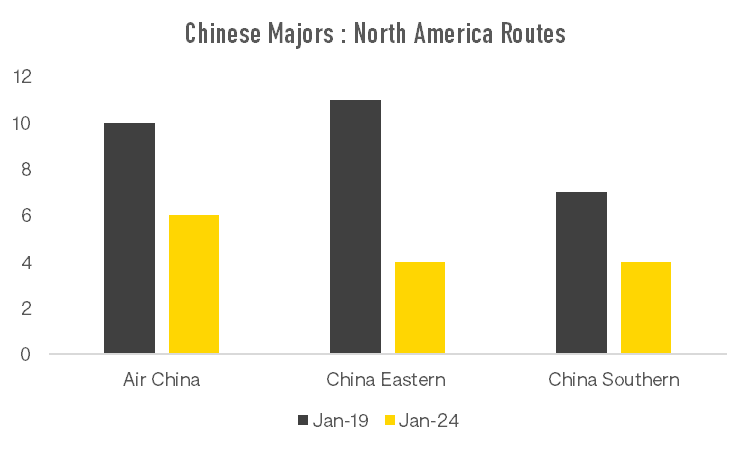 Chinese Majors : North America Routes
12
10
8
6
4
2
0
Air China China Eastern China Southern
Jan-19 Jan-24